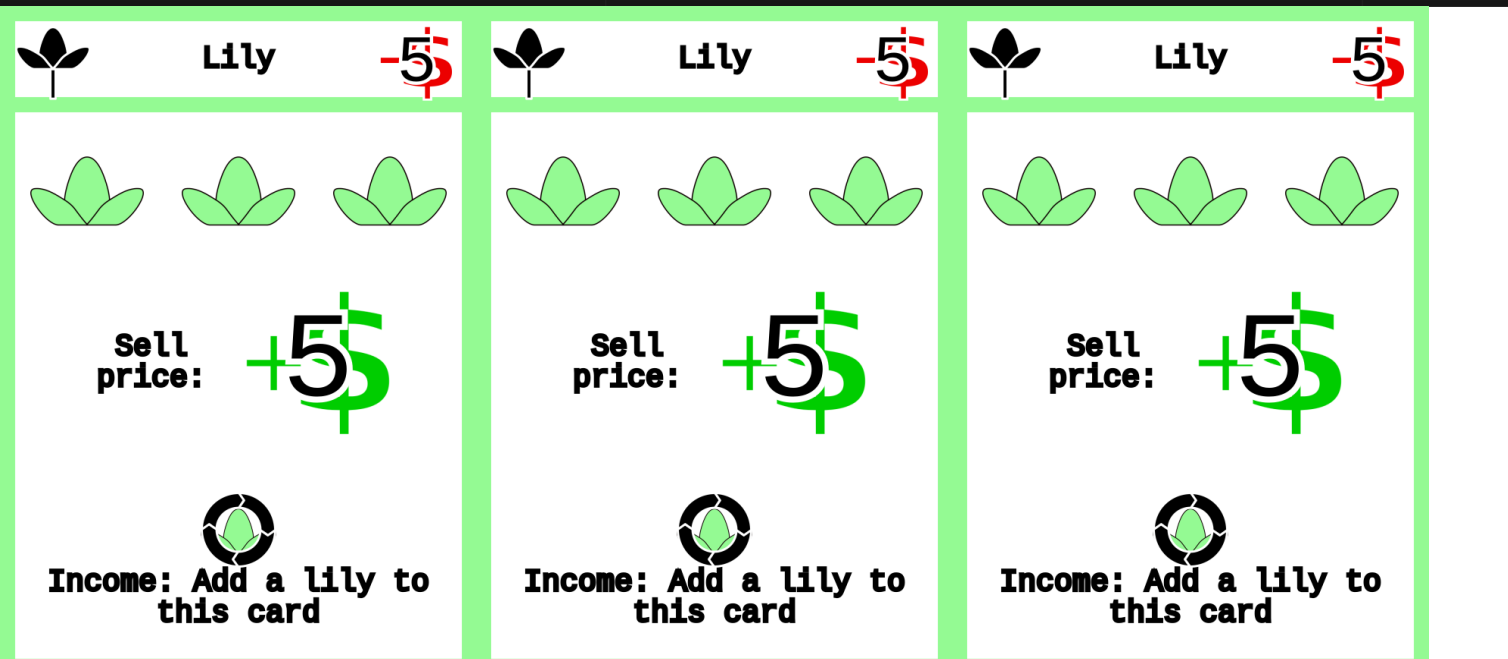 Lily -5$
Sell
price: +5$
Income: Add a lily to
this card
Lily -5$
Sell
price: +5$
Income: Add a lily to
this card
Lily -5$
Sell
price: +5$
Income: Add a lily to
this card